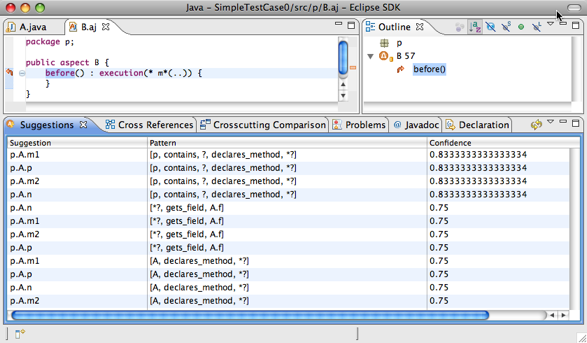 Java - SimpleTestCase0/src/p/B.aj - Eclipse SDK
A.java
B.aj
package p;
public aspect B {
before() : execution(* m*(..)) {
}
}
Outline
p
B 57
before()
Suggestions
Cross References
Crosscutting Comparison
Problems
Javadoc
Declaration
Suggestion Pattern Confidence
p.A.m1 [p, contains, ?, declares_method, *?] 0.8333333333333334
p.A.p [p, contains, ?, declares_method, *?] 0.8333333333333334
p.A.m2 [p, contains, ?, declares_method, *?] 0.8333333333333334
p.A.n [p, contains, ?, declares_method, *?] 0.8333333333333334
p.A.n [*?, gets_field, A.f] 0.75
p.A.m1 [*?, gets_field, A.f] 0.75
p.A.m2 [*?, gets_field, A.f] 0.75
p.A.p [*?, gets_field, A.f] 0.75
p.A.m1 [A, declares_method, *?] 0.75
p.A.p [A, declares_method, *?] 0.75
p.A.n [A, declares_method, *?] 0.75
p.A.m2 [A, declares_method, *?] 0.75